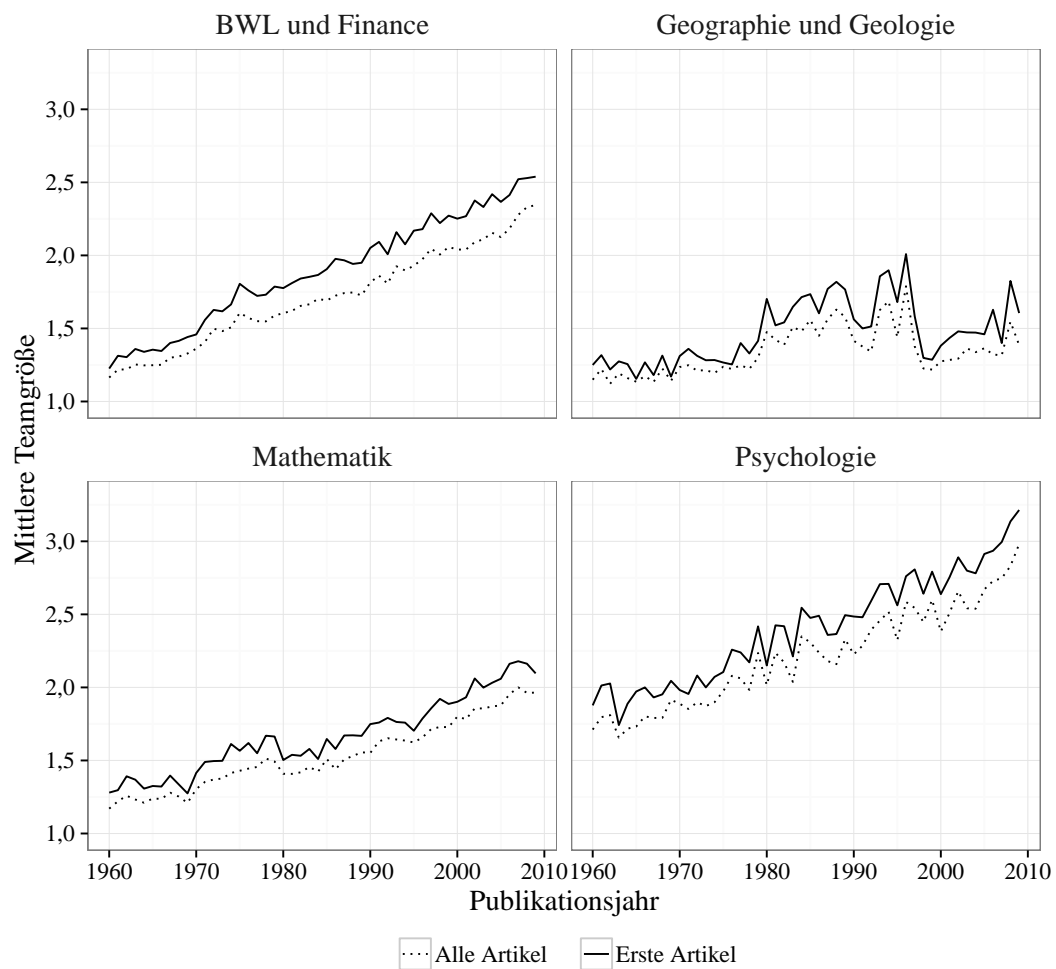 BWL und Finance
Geographie und Geologie
3,0
2,5
2,0
1,5
1,0
Mathematik
Psychologie
3,0
2,5
2,0
1,5
1,0
Mittlere Teamgröße
1960 1970 1980 1990 2000 2010
1960 1970 1980 1990 2000 2010
Publikationsjahr
Alle Artikel
Erste Artikel